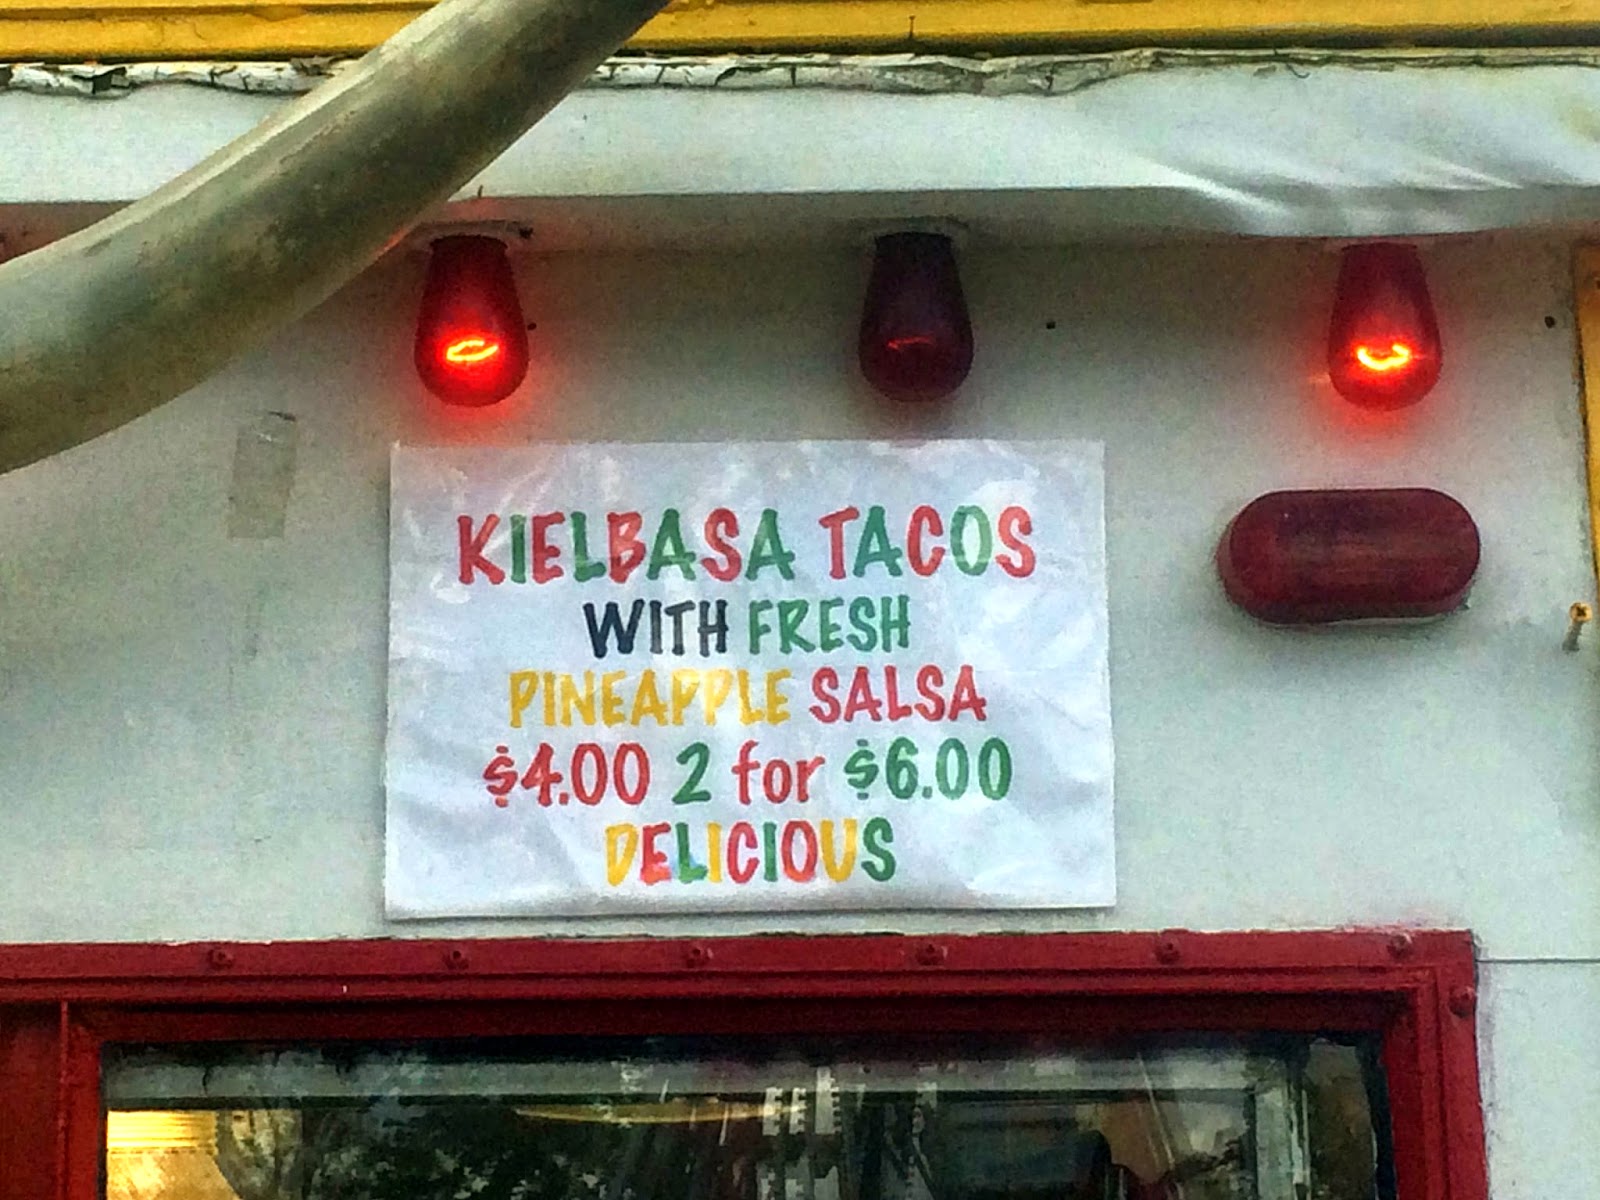 KIELBASA TACOS
WITH FRESH
PINEAPPLE SALSA
$4.00 2 for $6.00
DELICIOUS